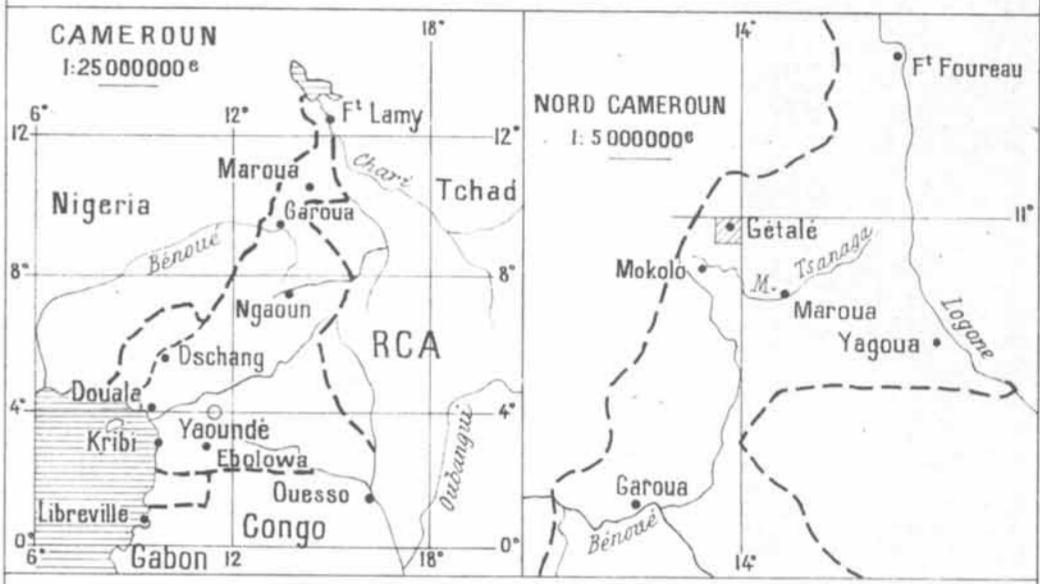 CAMEROUN
1:25000000e
18°
6°
12°
12
12°
Ft Lamy
Maroua
Chari
Tchad
Nigeria
Garoua
Bénoué
8°
8°
Ngaoun
RCA
Dschang
Douala
4°
4°
Kribi
Yaoundé
Ebolowa
Oubangui
Ouesso
Libreville
Congo
0°
0°
6°
Gabon
12
18°
14°
Ft Foureau
NORD CAMEROUN
1: 5000000e
11°
Gétalé
Mokolo
M. Tsanaga
Maroua
Yagoua
Logone
Garoua
Bénoué
14°